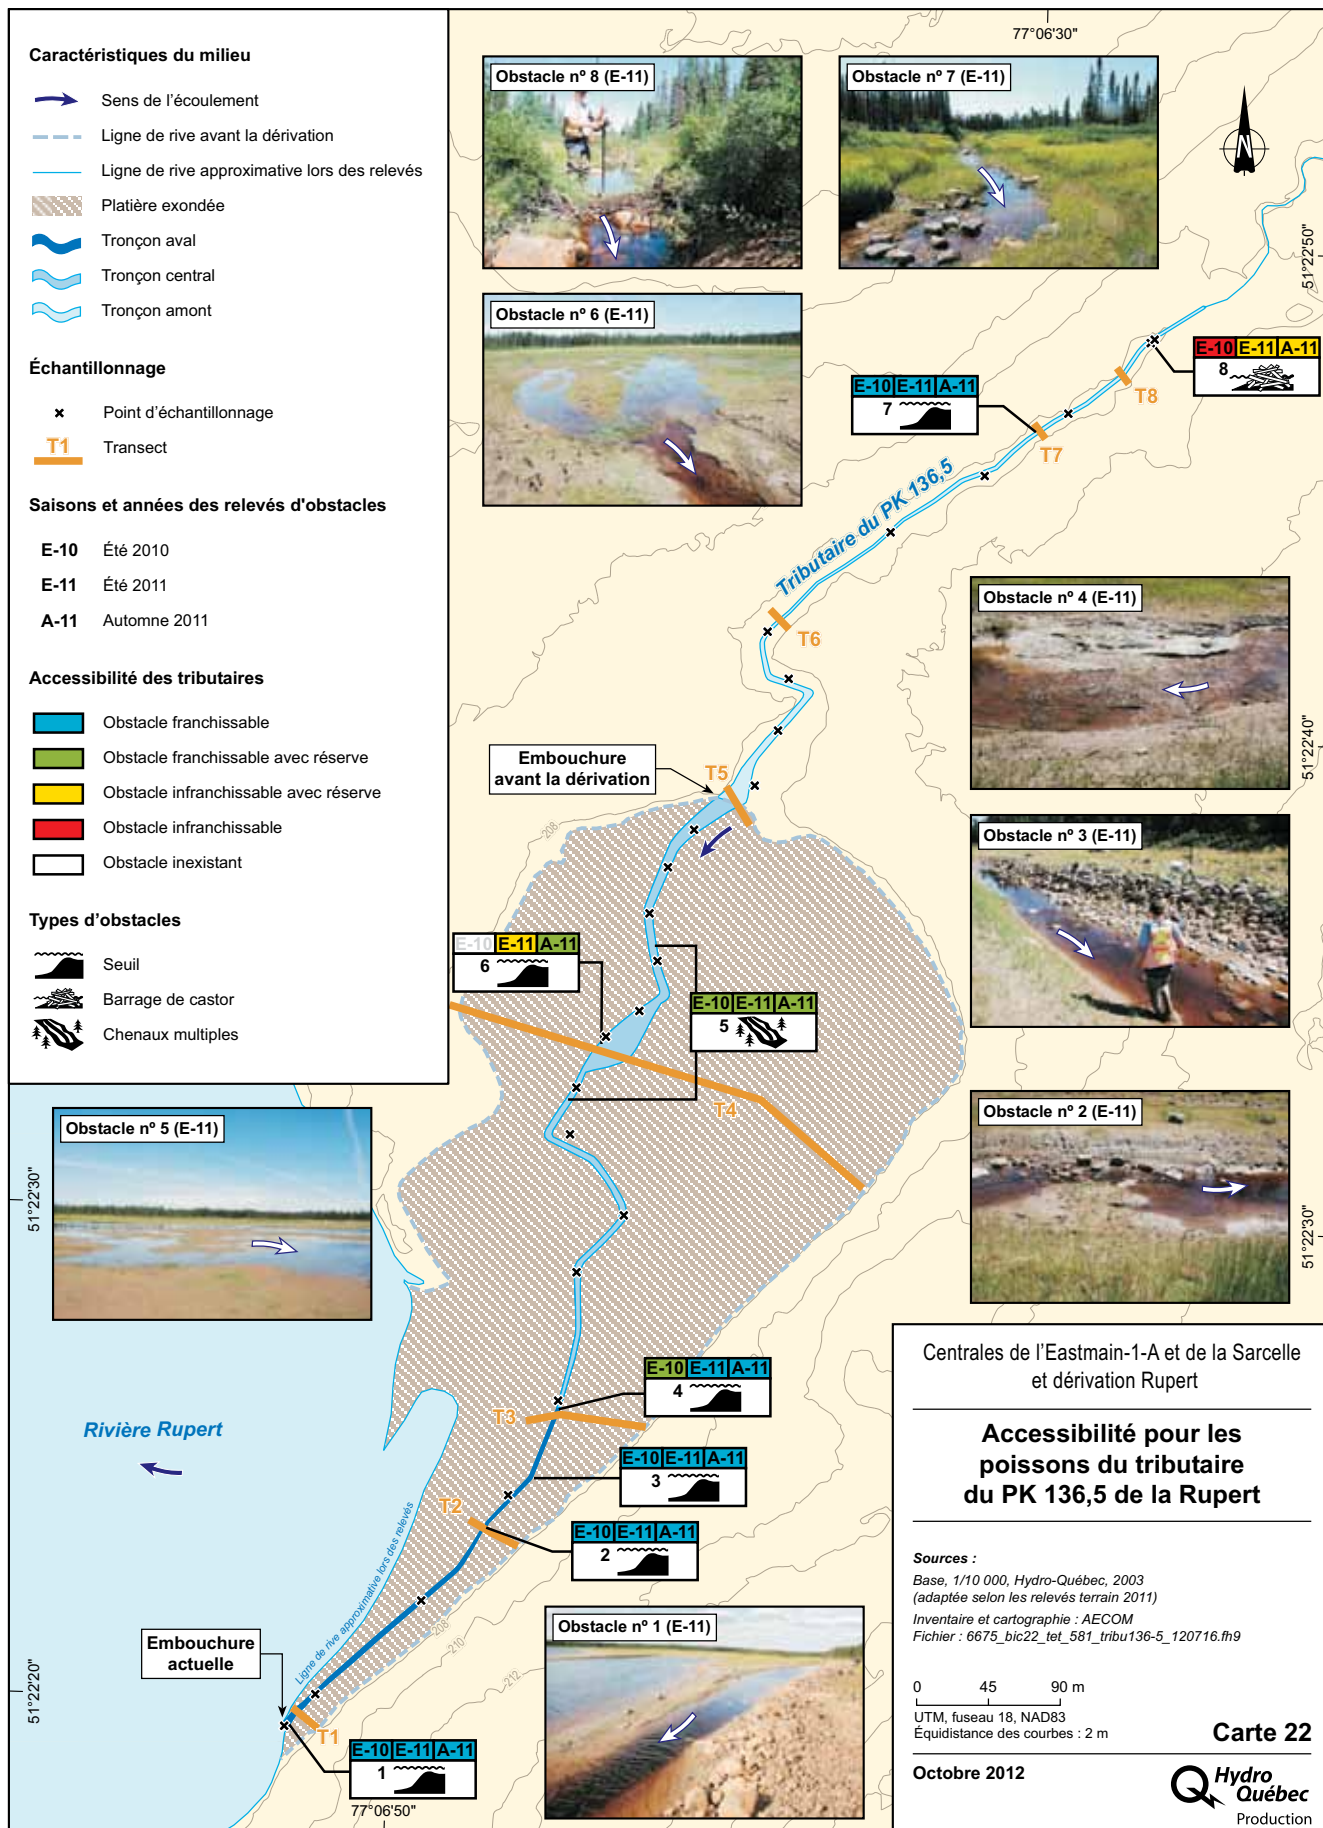 Caractéristiques du milieu
Sens de l'écoulement
Ligne de rive avant la dérivation
Ligne de rive approximative lors des relevés
Platière exondée
Tronçon aval
Tronçon central
Tronçon amont
Échantillonnage
Point d'échantillonnage
T1 Transect
Saisons et années des relevés d'obstacles
E-10 Été 2010
E-11 Été 2011
A-11 Automne 2011
Accessibilité des tributaires
Obstacle franchissable
Obstacle franchissable avec réserve
Obstacle infranchissable avec réserve
Obstacle infranchissable
Obstacle inexistant
Types d'obstacles
Seuil
Barrage de castor
Chenaux multiples
77°06'30"
Obstacle nº 8 (E-11)
Obstacle nº 7 (E-11)
N
51°22'50"
Obstacle nº 6 (E-11)
E-10 E-11 A-11
8
T8
E-10 E-11 A-11
7
T7
Tributaire du PK 136,5
Obstacle nº 4 (E-11)
T6
51°22'40"
Embouchure
avant la dérivation
T5
208
Obstacle nº 3 (E-11)
E-10 E-11 A-11
6
E-10 E-11 A-11
5
T4
Obstacle nº 2 (E-11)
Obstacle nº 5 (E-11)
51°22'30"
51°22'30"
E-10 E-11 A-11
4
T3
Rivière Rupert
E-10 E-11 A-11
3
T2
E-10 E-11 A-11
2
Ligne de rive approximative lors des relevés
208
210
212
Obstacle nº 1 (E-11)
Embouchure
actuelle
51°22'20"
T1
E-10 E-11 A-11
1
77°06'50"
Centrales de l'Eastmain-1-A et de la Sarcelle
et dérivation Rupert
Accessibilité pour les
poissons du tributaire
du PK 136,5 de la Rupert
Sources :
Base, 1/10 000, Hydro-Québec, 2003
(adaptée selon les relevés terrain 2011)
Inventaire et cartographie : AECOM
Fichier : 6675_bic22_tet_581_tribu136-5_120716.fh9
0 45 90 m
UTM, fuseau 18, NAD83
Équidistance des courbes : 2 m
Carte 22
Octobre 2012
Hydro
Québec
Production